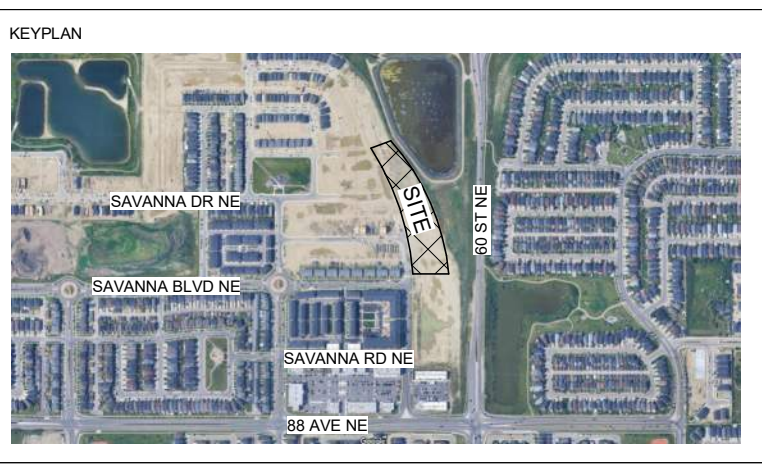 KEYPLAN
SAVANNA DR NE
SITE
60 ST NE
SAVANNA BLVD NE
SAVANNA RD NE
88 AVE NE